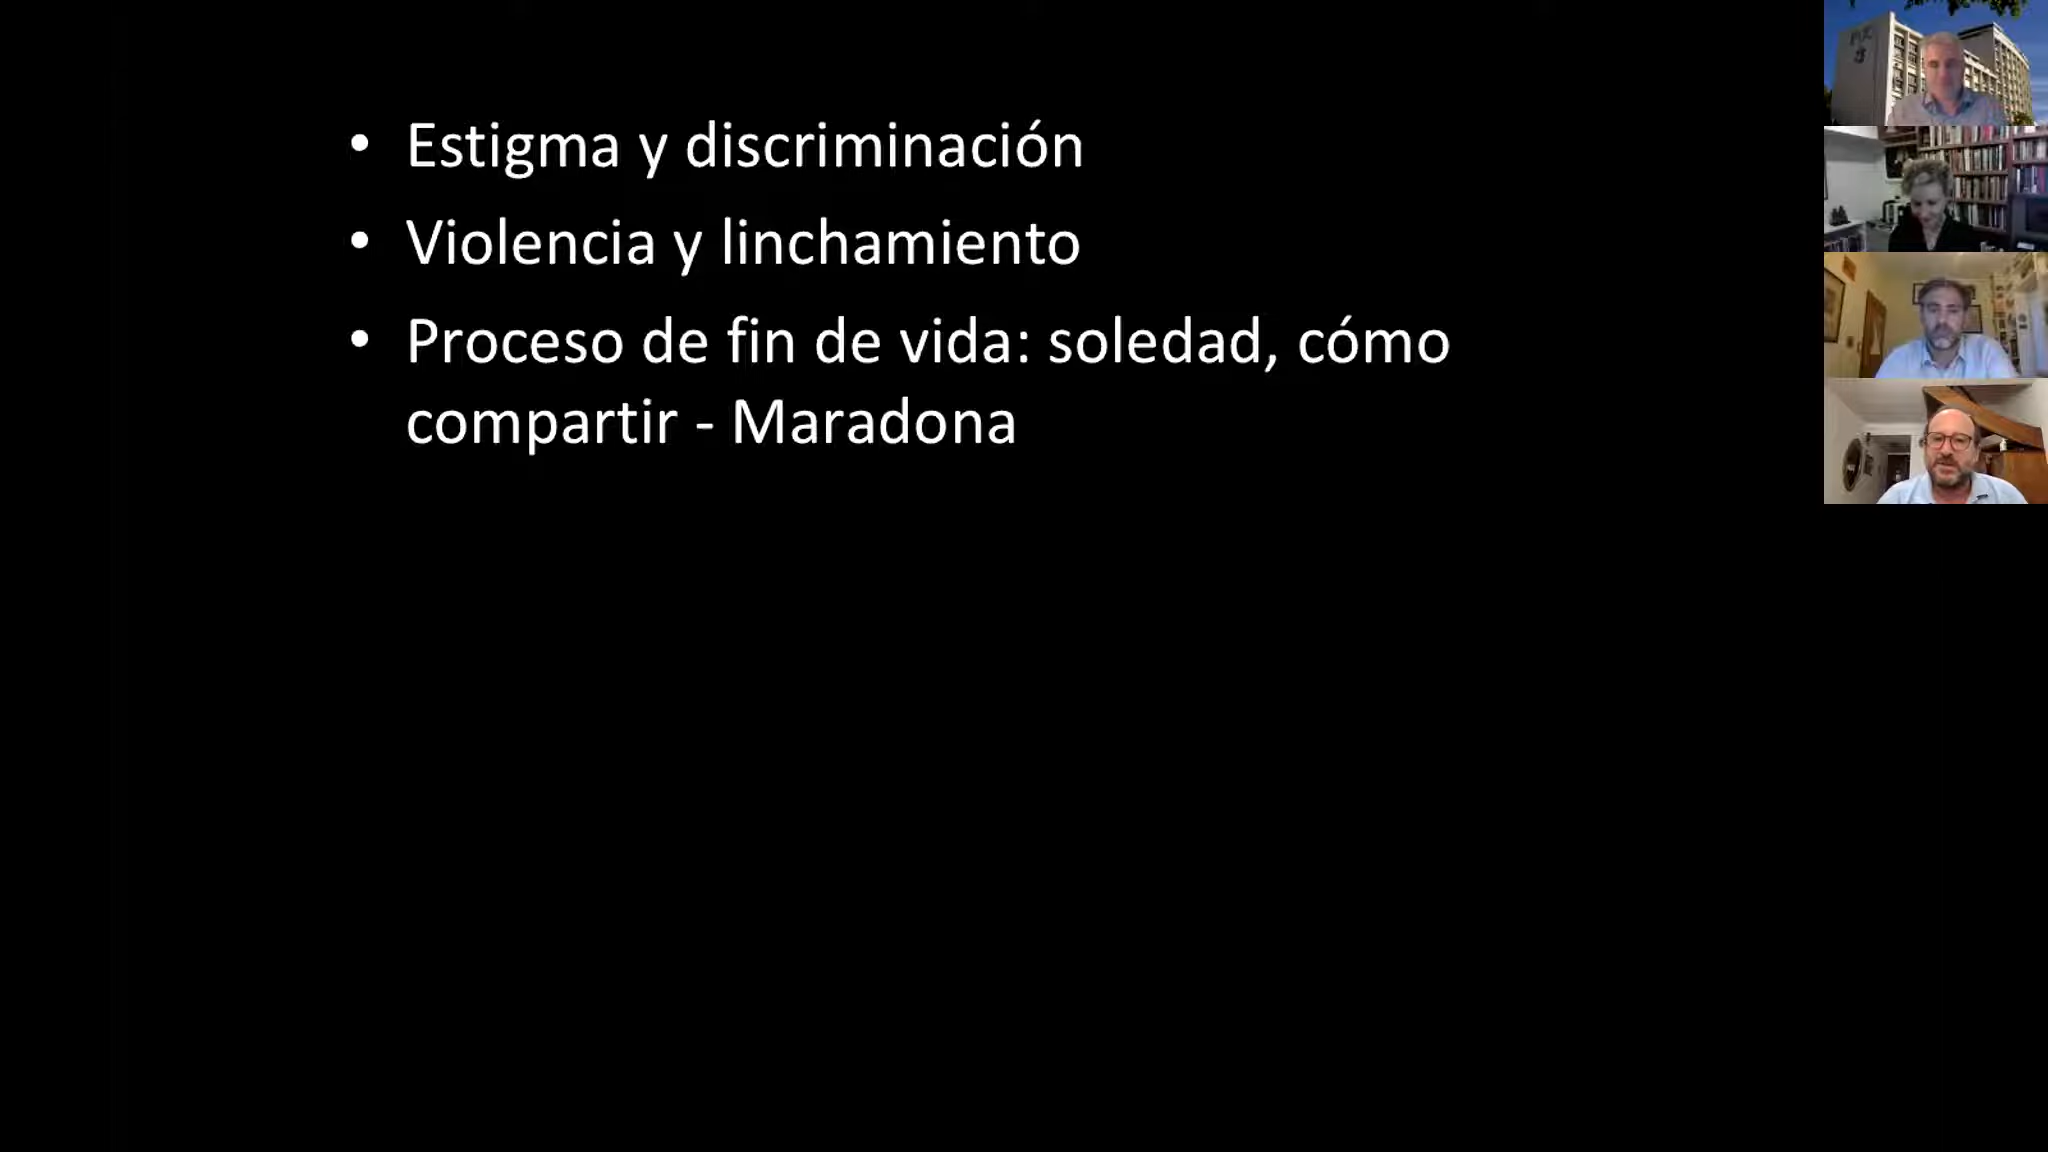 • Estigma y discriminación
• Violencia y linchamiento
• Proceso de fin de vida: soledad, cómo
compartir - Maradona